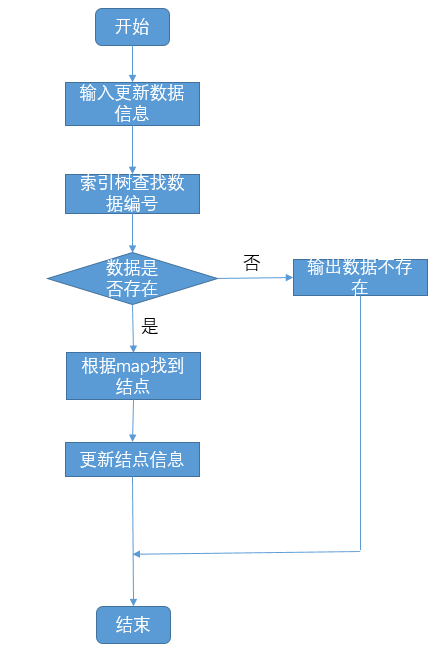 开始
输入更新数据
信息
索引树查找数
据编号
数据是
否存在
否
输出数据不存
在
是
根据map找到
结点
更新结点信息
结束